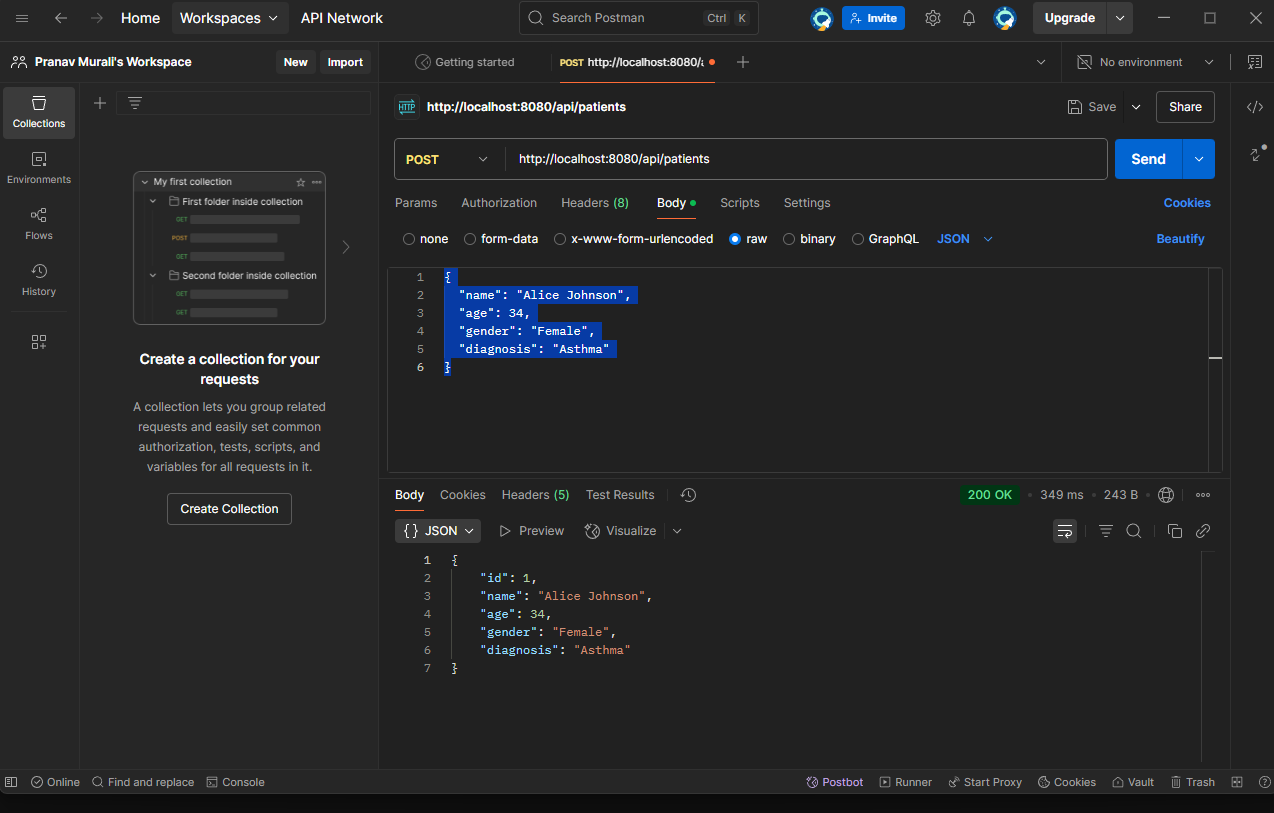 Home Workspaces API Network Search Postman Ctrl K Invite Upgrade
Pranav Murali's Workspace New Import Getting started POST http://localhost:8080/a No environment
Collections
Environments
Flows
History
My first collection
First folder inside collection
GET
POST
GET
Second folder inside collection
GET
GET
Create a collection for your
requests
A collection lets you group related
requests and easily set common
authorization, tests, scripts, and
variables for all requests in it.
Create Collection
HTTP http://localhost:8080/api/patients Save Share
POST http://localhost:8080/api/patients Send
Params Authorization Headers (8) Body Scripts Settings Cookies
none form-data x-www-form-urlencoded raw binary GraphQL JSON Beautify
1 {
2 "name": "Alice Johnson",
3 "age": 34,
4 "gender": "Female",
5 "diagnosis": "Asthma"
6 }
Body Cookies Headers (5) Test Results 200 OK 349 ms 243 B
{} JSON Preview Visualize
1 {
2 "id": 1,
3 "name": "Alice Johnson",
4 "age": 34,
5 "gender": "Female",
6 "diagnosis": "Asthma"
7 }
Online Find and replace Console Postbot Runner Start Proxy Cookies Vault Trash